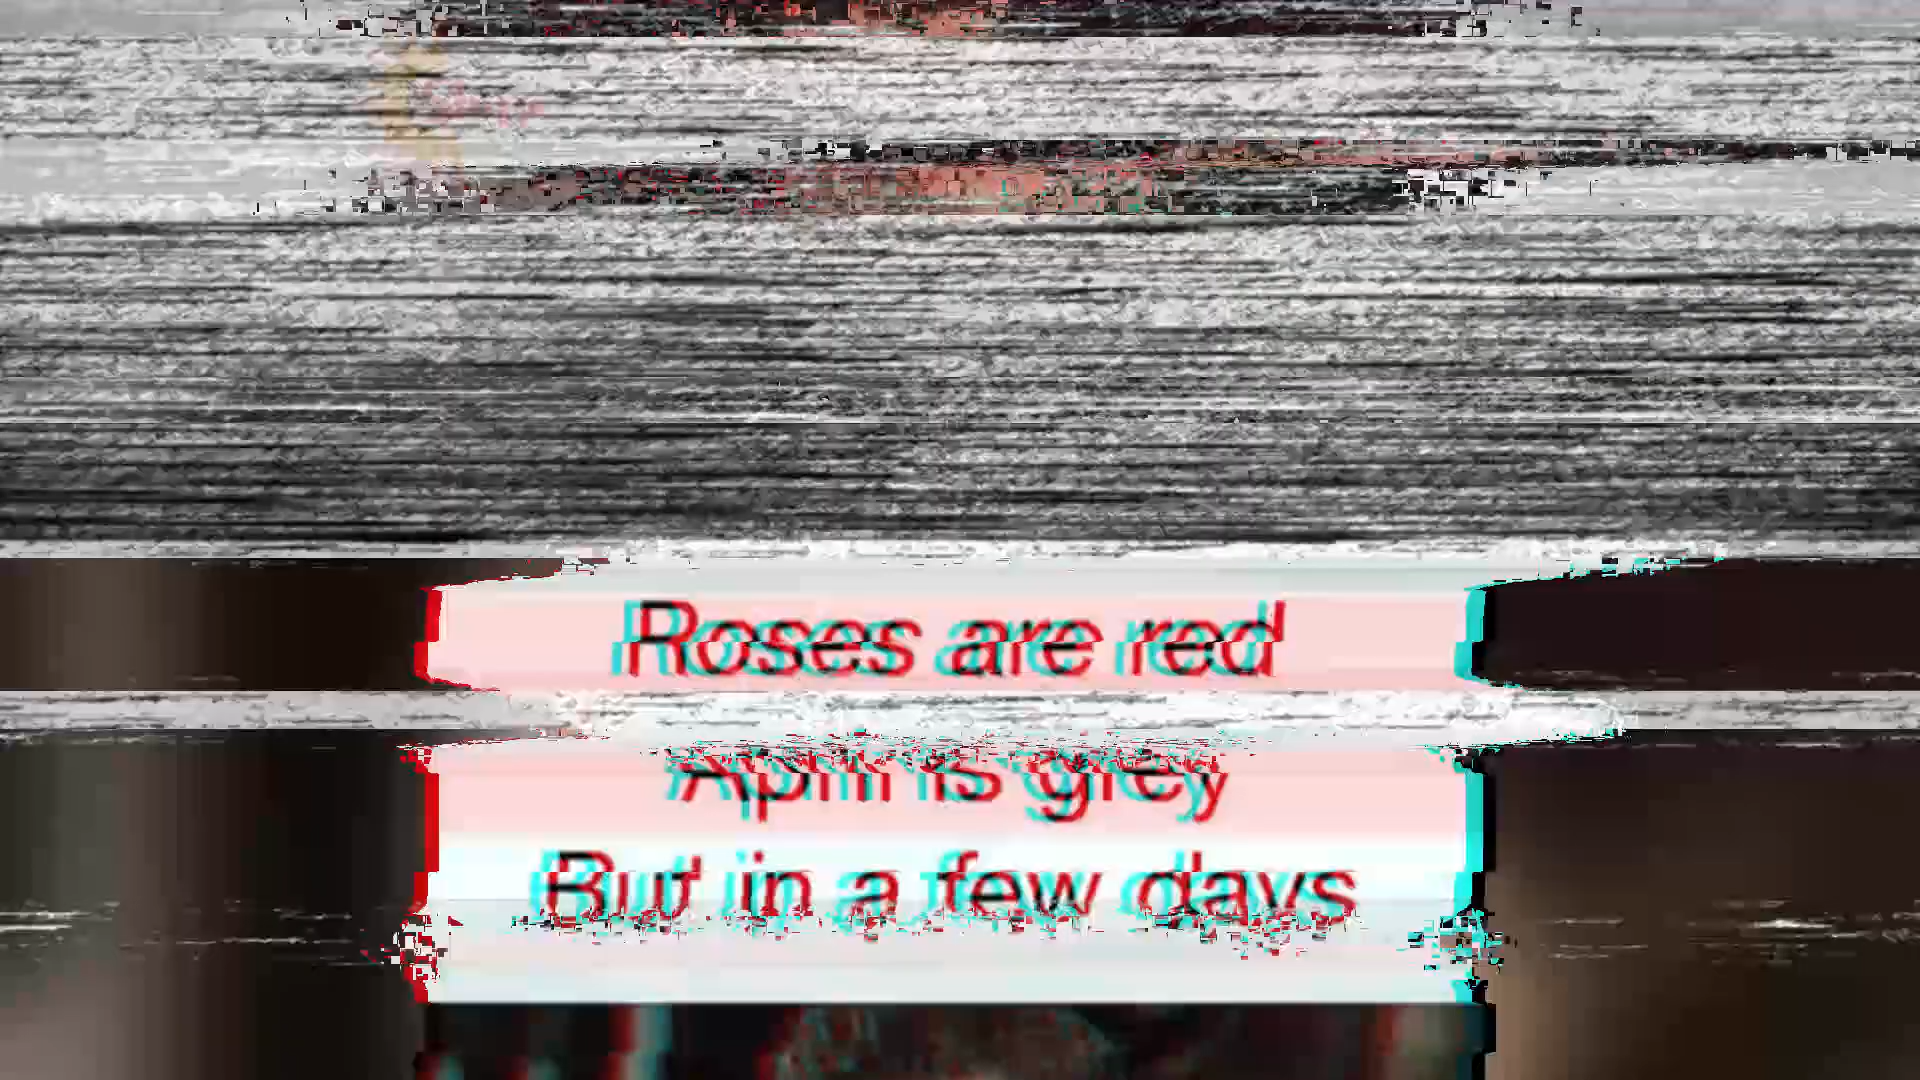 Roses are red
April is grey
But in a few days